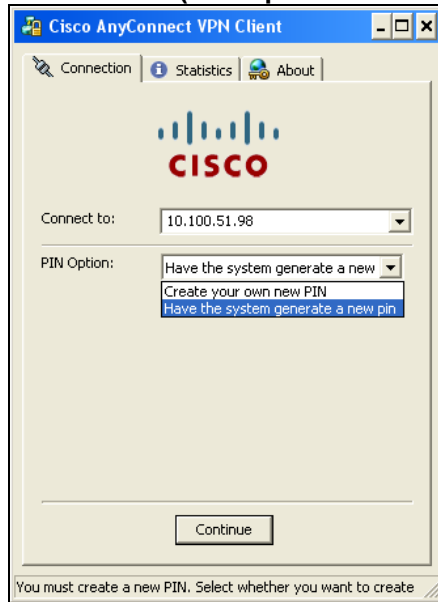 Cisco AnyConnect VPN Client
Connection Statistics About
CISCO
Connect to: 10.100.51.98
PIN Option: Have the system generate a new
Create your own new PIN
Have the system generate a new pin
Continue
You must create a new PIN. Select whether you want to create